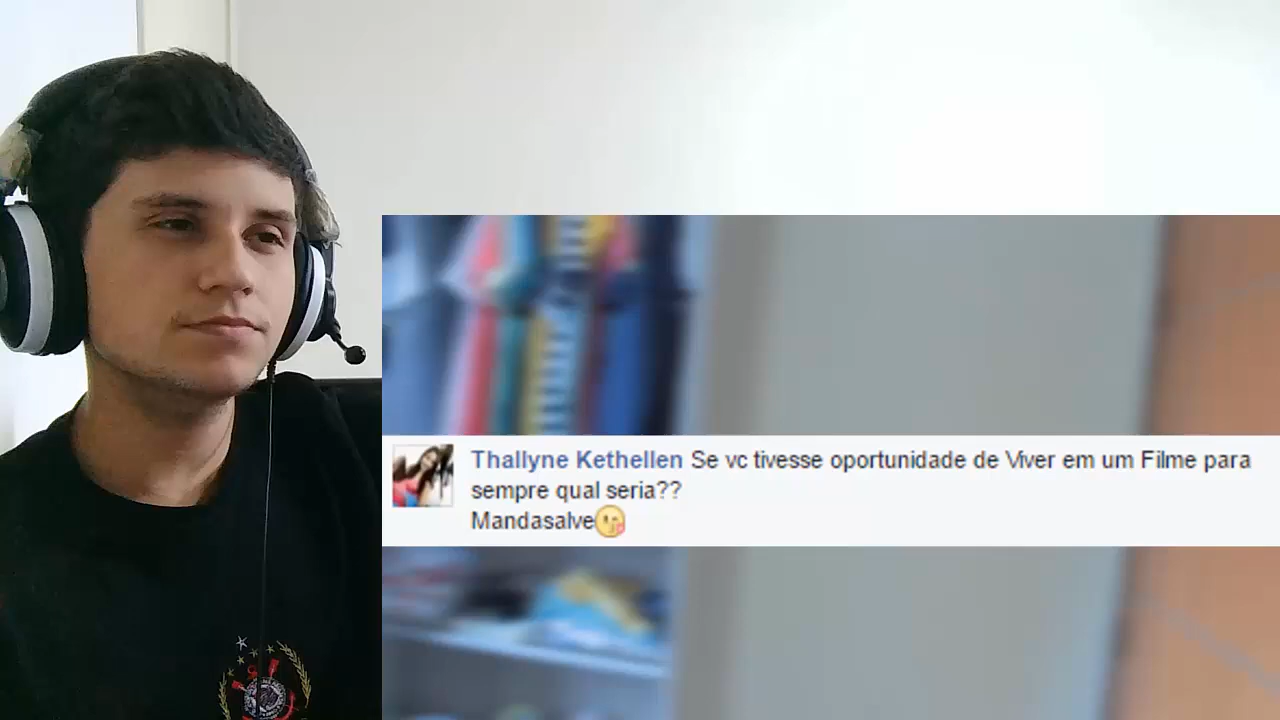 Thallyne Kethellen Se vc tivesse oportunidade de Viver em um Filme para
sempre qual seria??
Mandasalve😘